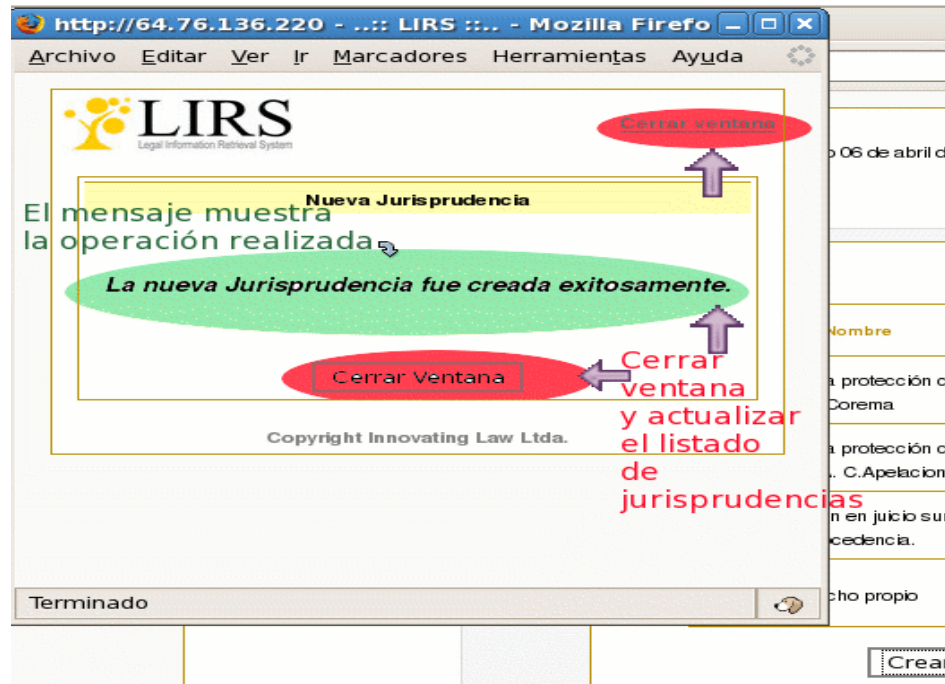 http://64.76.136.220 - ..:: LIRS ::.. - Mozilla Firefo
Archivo Editar Ver Ir Marcadores Herramientas Ayuda
LIRS
Legal Information Retrieval System
Cerrar ventana
06 de abril d
Nueva Jurisprudencia
El mensaje muestra
la operación realizada
La nueva Jurisprudencia fue creada exitosamente.
Nombre
Cerrar Ventana
Cerrar
ventana
y actualizar
el listado
de
jurisprudencias
Copyright Innovating Law Ltda.
a protección
Corema
a protección
. C.Apelacion
n en juicio su
cedencia.
cho propio
Terminado
Crear